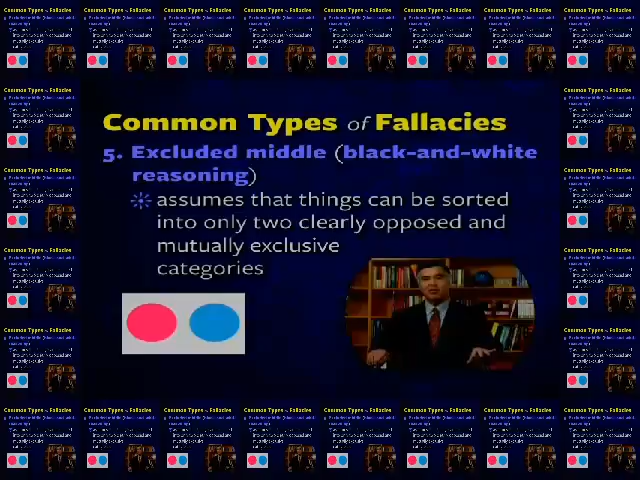 Common Types of Fallacies
5. Excluded middle (black-and-white
reasoning)
assumes that things can be sorted
into only two clearly opposed and
mutually exclusive
categories